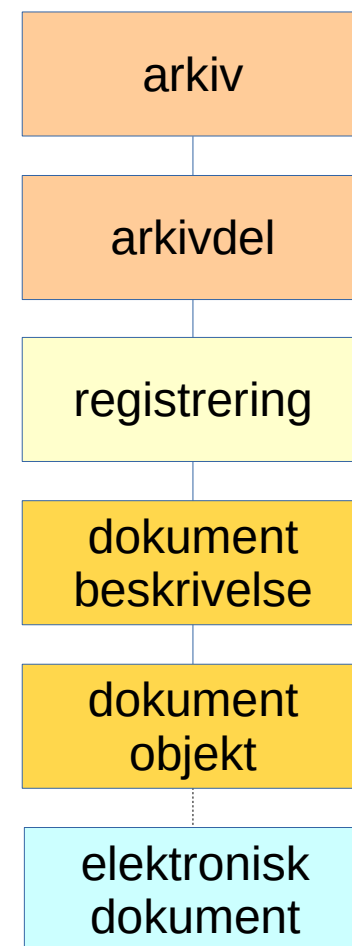 arkiv
arkivdel
registrering
dokument
beskrivelse
dokument
objekt
elektronisk
dokument